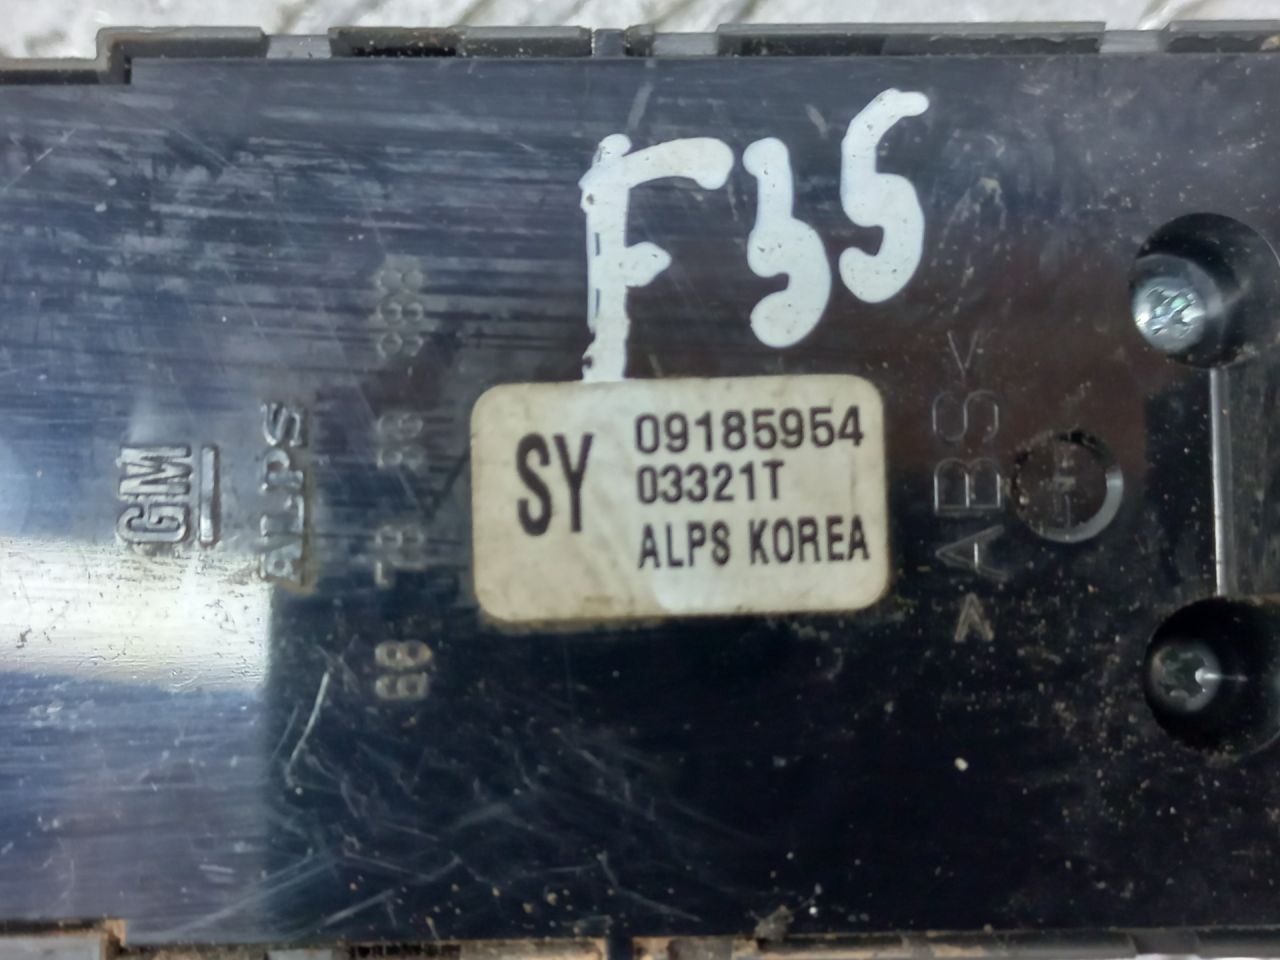 F35
SY
09185954
03321T
ALPS KOREA
GM
ALPS
>ABS<